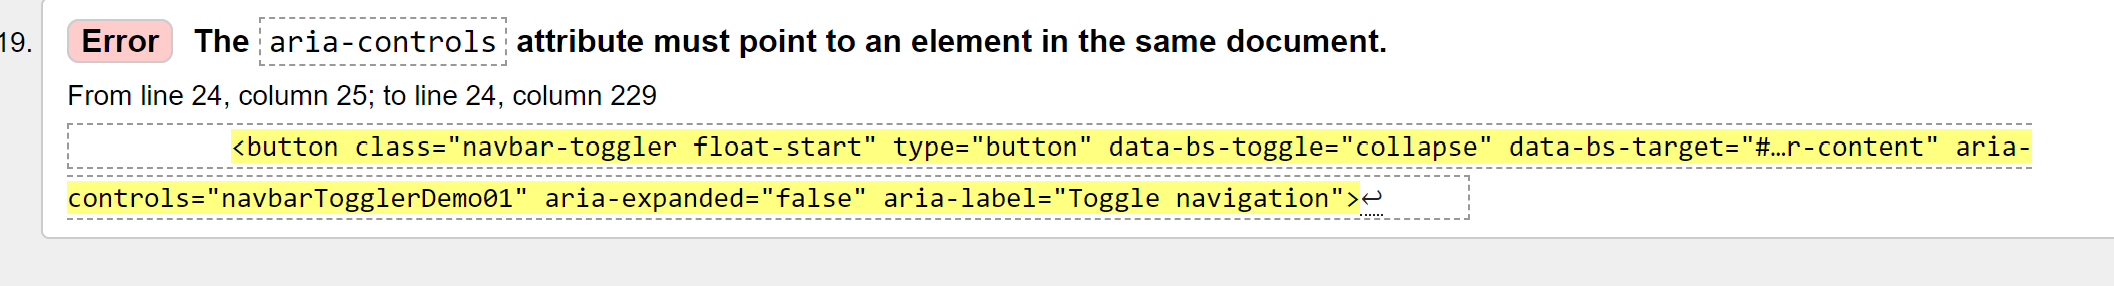 19. Error The aria-controls attribute must point to an element in the same document.
From line 24, column 25; to line 24, column 229
<button class="navbar-toggler float-start" type="button" data-bs-toggle="collapse" data-bs-target="#…r-content" aria-
controls="navbarTogglerDemo01" aria-expanded="false" aria-label="Toggle navigation">↩